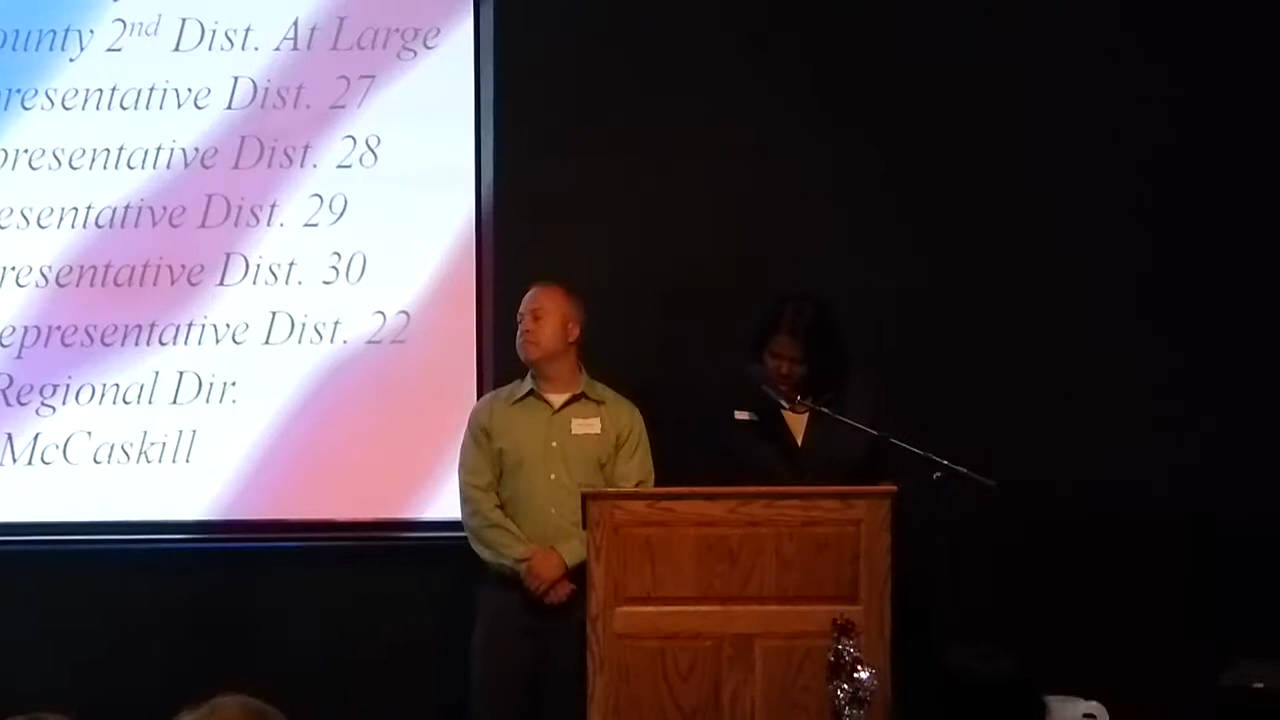 ounty 2nd Dist. At Large
resentative Dist. 27
presentative Dist. 28
esentative Dist. 29
resentative Dist. 30
epresentative Dist. 22
Regional Dir.
McCaskill